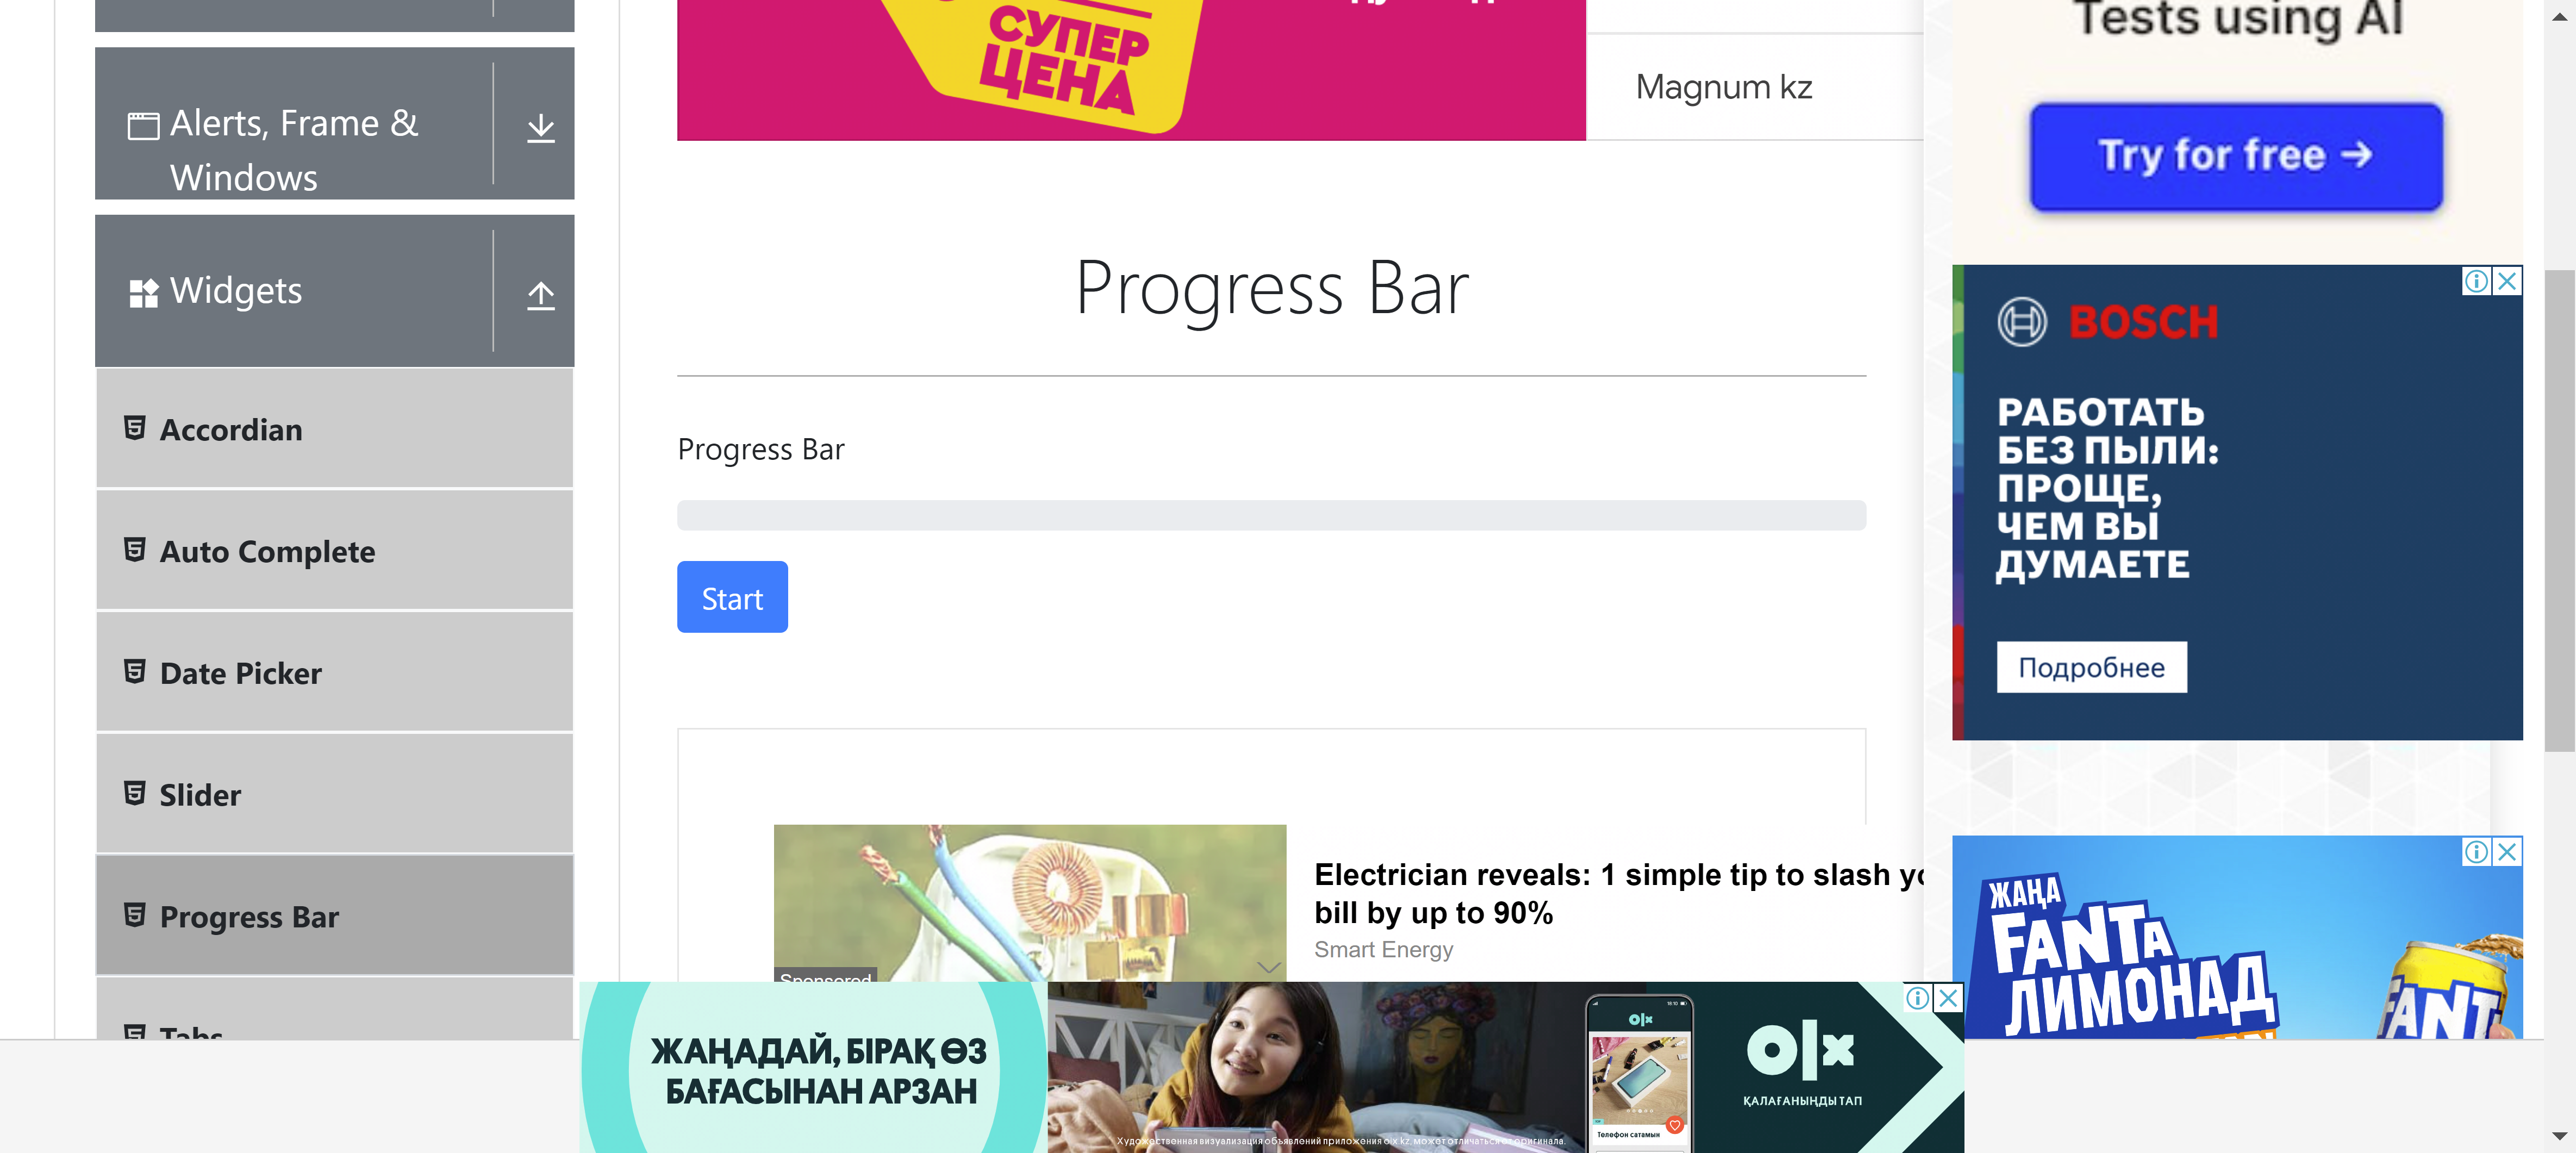 Alerts, Frame &
Windows
Widgets
Accordian
Auto Complete
Date Picker
Slider
Progress Bar
СУПЕР
ЦЕНА
Magnum kz
Progress Bar
Progress Bar
Start
Electrician reveals: 1 simple tip to slash
bill by up to 90%
Smart Energy
Sponsored
Tests using AI
Try for free →
BOSCH
РАБОТАТЬ
БЕЗ ПЫЛИ:
ПРОЩЕ,
ЧЕМ ВЫ
ДУМАЕТЕ
Подробнее
ЖАҢА
FANTA
ЛИМОНАД
FANT
Tabs
ЖАҢАДАЙ, БІРАҚ ӨЗ
БАҒАСЫНАН АРЗАН
olx
Телефон сатамын
olx
ҚАЛАҒАНЫҢДЫ ТАП
Художественная визуализация объявлений приложения olx kz, может отличаться от оригинала.